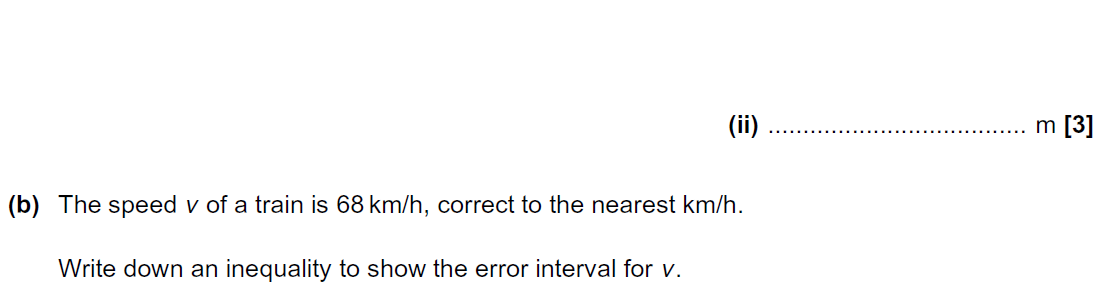 (ii) ..................................... m [3]
(b) The speed v of a train is 68 km/h, correct to the nearest km/h.
Write down an inequality to show the error interval for v.